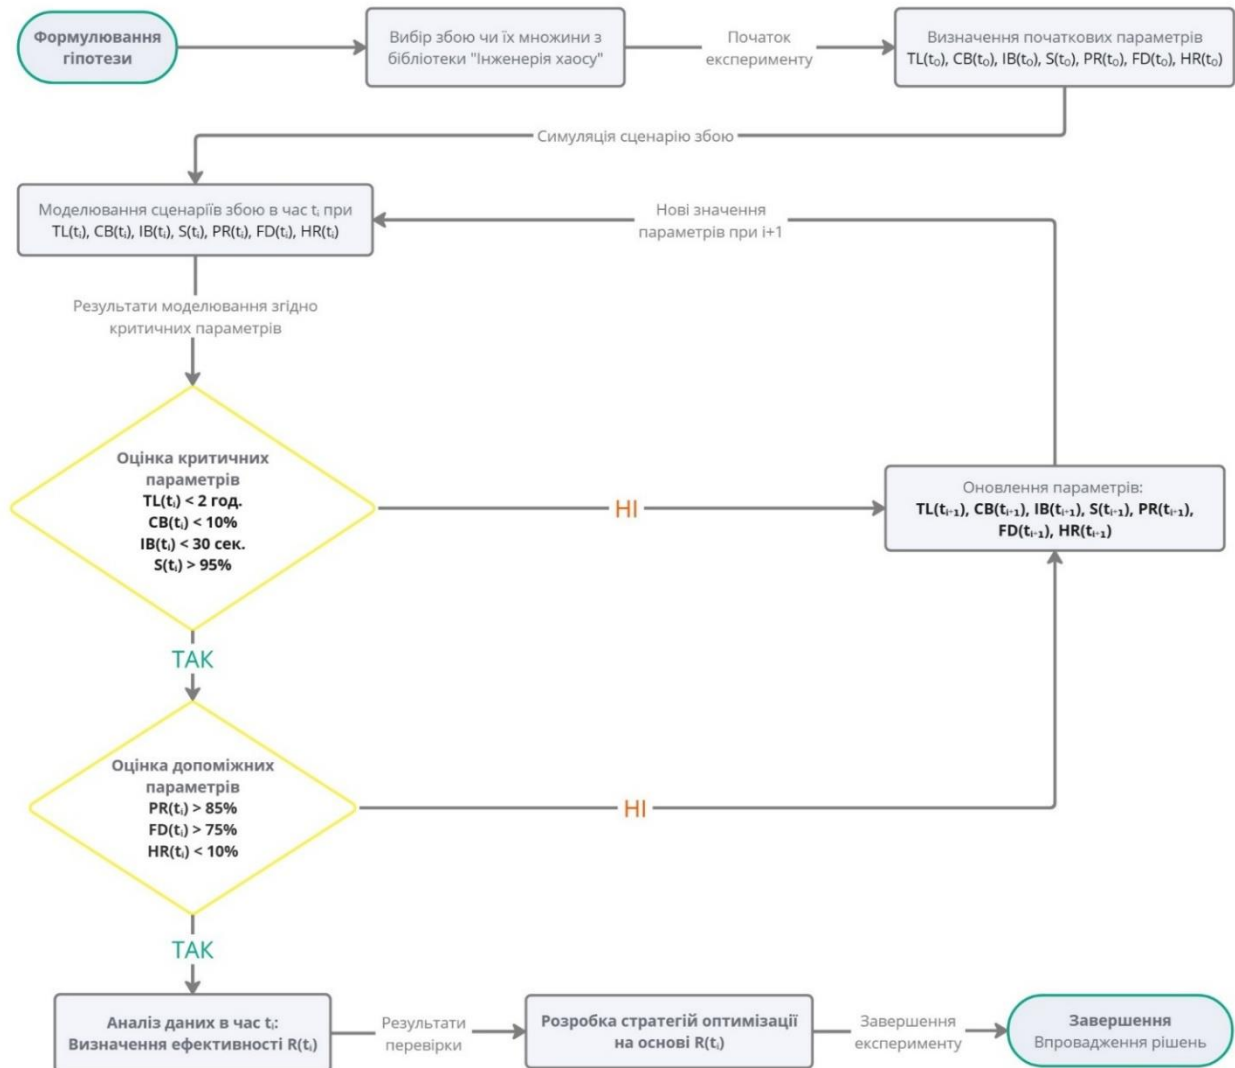 Формулювання
гіпотези
Вибір збою чи їх множини з
бібліотеки "Інженерія хаосу"
Початок
експерименту
Визначення початкових параметрів
TL(t₀), CB(t₀), IB(t₀), S(t₀), PR(t₀), FD(t₀), HR(t₀)
Симуляція сценарію збою
Моделювання сценаріїв збою в час tᵢ при
TL(tᵢ), CB(tᵢ), IB(tᵢ), S(tᵢ), PR(tᵢ), FD(tᵢ), HR(tᵢ)
Нові значення
параметрів при i+1
Результати моделювання згідно
критичних параметрів
Оцінка критичних
параметрів
TL(tᵢ) < 2 год.
CB(tᵢ) < 10%
IB(tᵢ) < 30 сек.
S(tᵢ) > 95%
НІ
Оновлення параметрів:
TL(tᵢ₊₁), CB(tᵢ₊₁), IB(tᵢ₊₁), S(tᵢ₊₁), PR(tᵢ₊₁),
FD(tᵢ₊₁), HR(tᵢ₊₁)
ТАК
Оцінка допоміжних
параметрів
PR(tᵢ) > 85%
FD(tᵢ) > 75%
HR(tᵢ) < 10%
НІ
ТАК
Аналіз даних в час tᵢ:
Визначення ефективності R(tᵢ)
Результати
перевірки
Розробка стратегій оптимізації
на основі R(tᵢ)
Завершення
експерименту
Завершення
Впровадження рішень